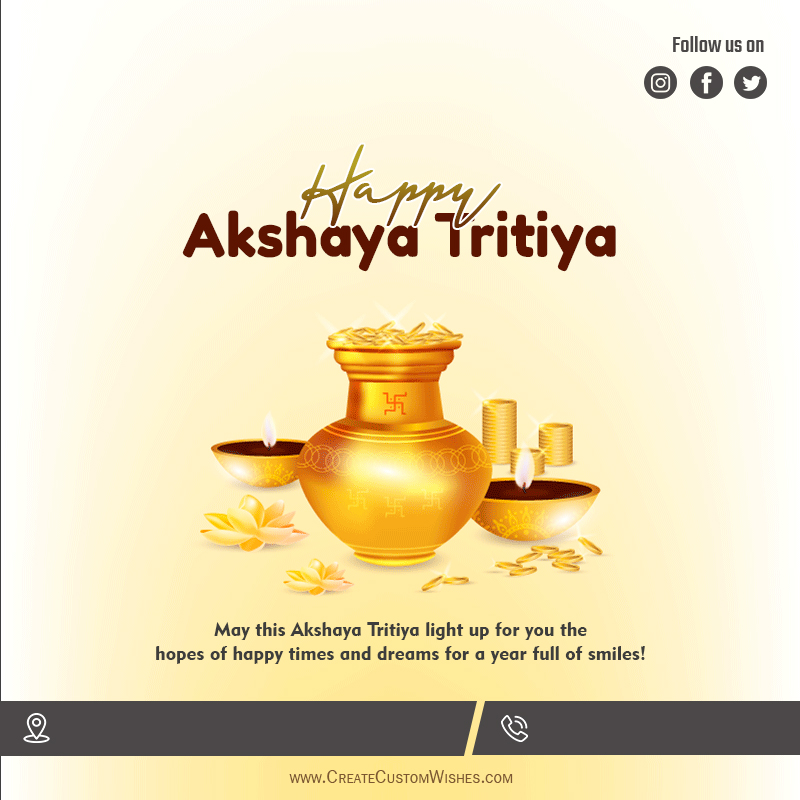 Follow us on
Happy
Akshaya Tritiya
May this Akshaya Tritiya light up for you the
hopes of happy times and dreams for a year full of smiles!
www.CreateCustomWishes.com